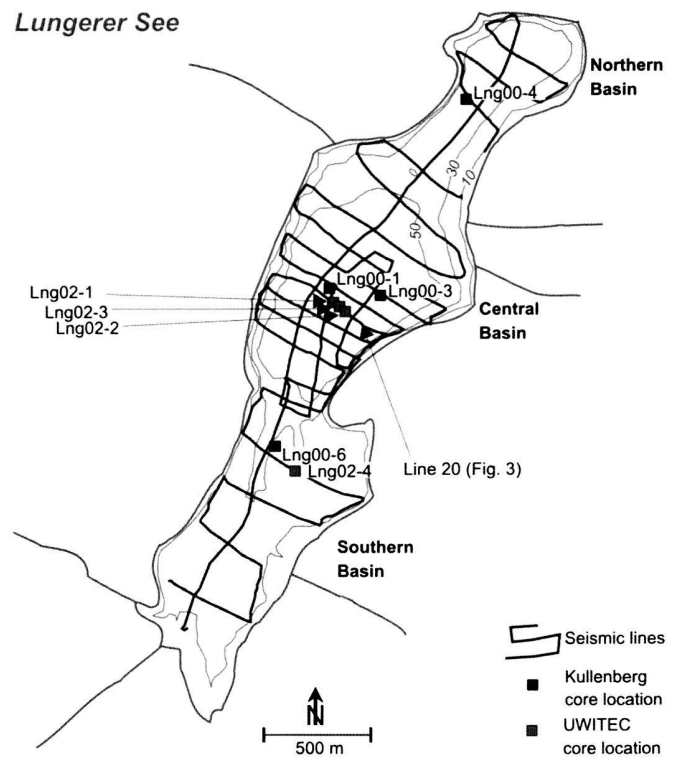 Lungerer See
Northern
Basin
Lng00-4
30
10
50
Lng00-1
Lng00-3
Lng02-1
Lng02-3
Lng02-2
Central
Basin
Lng00-6
Lng02-4
Line 20 (Fig. 3)
Southern
Basin
Seismic lines
Kullenberg
core location
UWITEC
core location
N
500 m